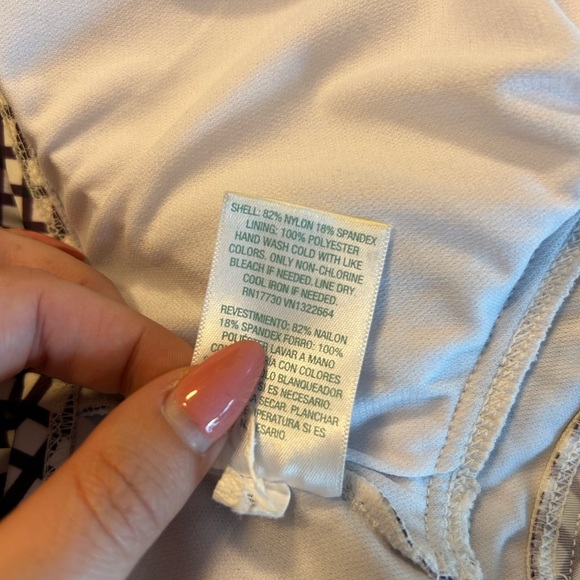 SHELL: 82% NYLON 18% SPANDEX
LINING: 100% POLYESTER
HAND WASH COLD WITH LIKE
COLORS. ONLY NON-CHLORINE
BLEACH IF NEEDED. LINE DRY.
COOL IRON IF NEEDED.
RN17730 VN1322664
REVESTIMIENTO: 82% NAILON
18% SPANDEX FORRO: 100%
LAVAR A MANO
CON COLORES
BLANQUEADOR
SI ES NECESARIO.
SECAR. PLANCHAR
SI ES